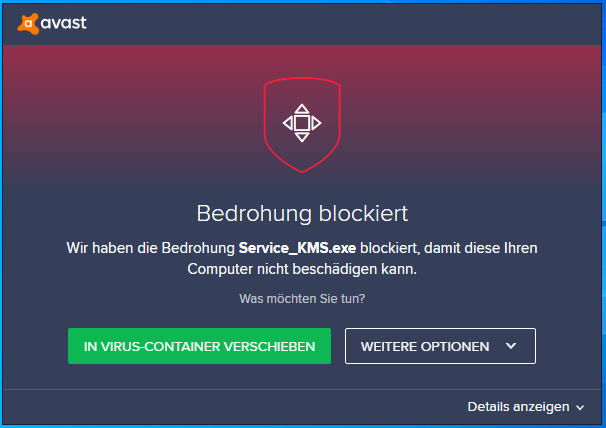 avast
Bedrohung blockiert
Wir haben die Bedrohung Service_KMS.exe blockiert, damit diese Ihren
Computer nicht beschädigen kann.
Was möchten Sie tun?
IN VIRUS-CONTAINER VERSCHIEBEN
WEITERE OPTIONEN
Details anzeigen